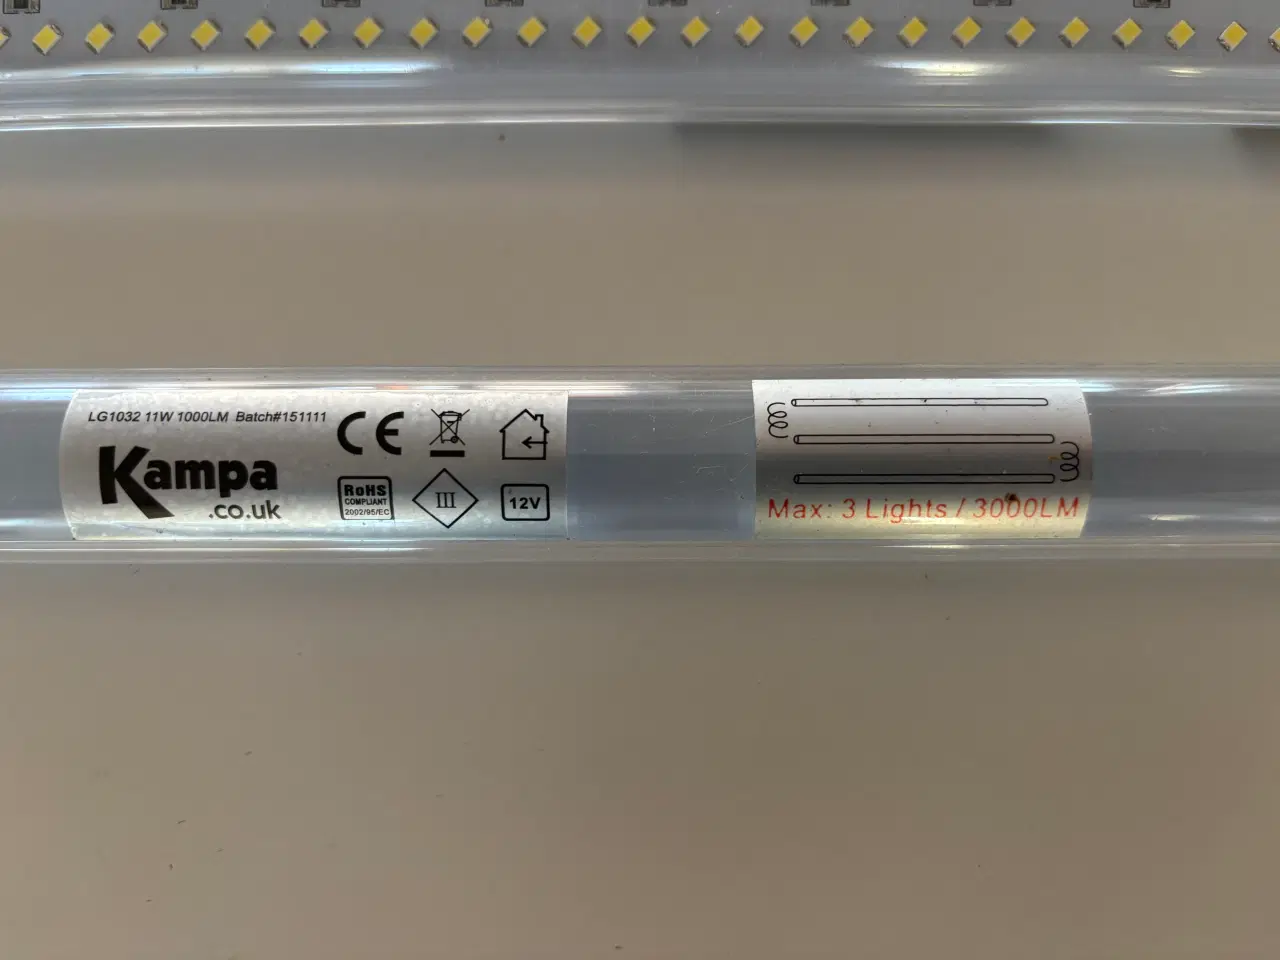 LG1032 11W 1000LM Batch#151111
Kampa
.co.uk
CE
RoHS
COMPLIANT
2002/95/EC
III
12V
Max: 3 Lights / 3000LM